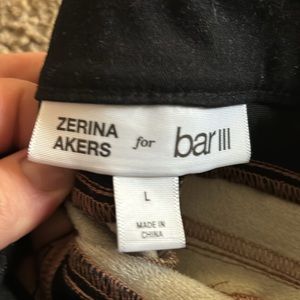 ZERINA
AKERS for bar III
L
MADE IN
CHINA